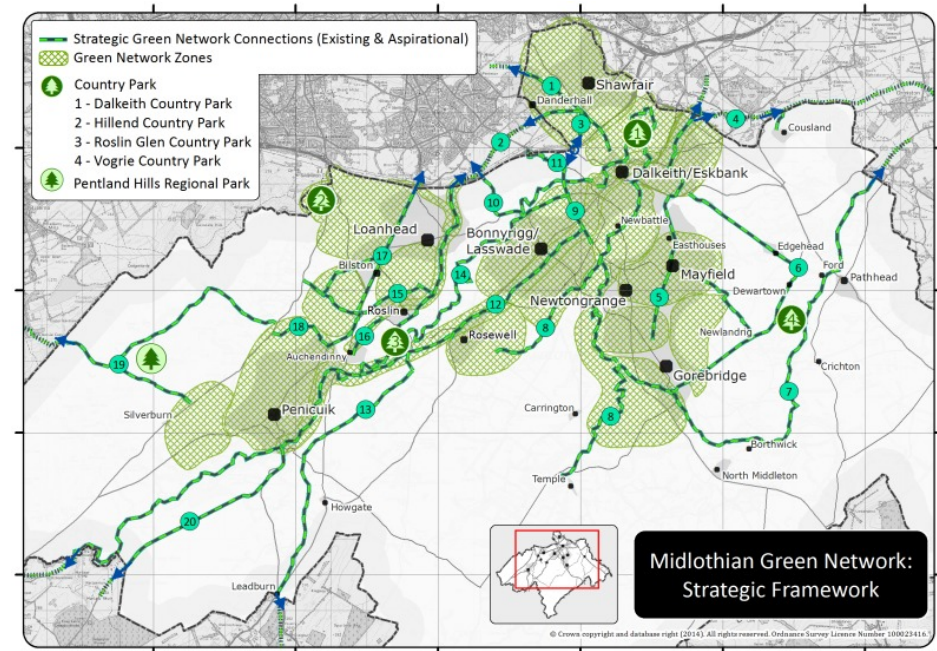 Strategic Green Network Connections (Existing & Aspirational)
Green Network Zones
Country Park
1 - Dalkeith Country Park
2 - Hillend Country Park
3 - Roslin Glen Country Park
4 - Vogrie Country Park
Pentland Hills Regional Park
1
Shawfair
Danderhall
3
1
4
Cousland
2
11
Dalkeith/Eskbank
2
10
9
Newbattle
Loanhead
Bonnyrigg/
Lasswade
Easthouses
Edgehead
17
Bilston
14
Mayfield
6
Ford
Pathhead
Dewartown
15
12
Newtongrange
5
Roslin
4
18
16
3
Rosewell
8
Newlandrig
Auchendinny
19
Gorebridge
Crichton
7
Silverburn
Penicuik
13
Carrington
8
Borthwick
Temple
North Middleton
Howgate
20
Leadburn
Midlothian Green Network:
Strategic Framework
© Crown copyright and database right (2014). All rights reserved. Ordnance Survey Licence Number 100023416.